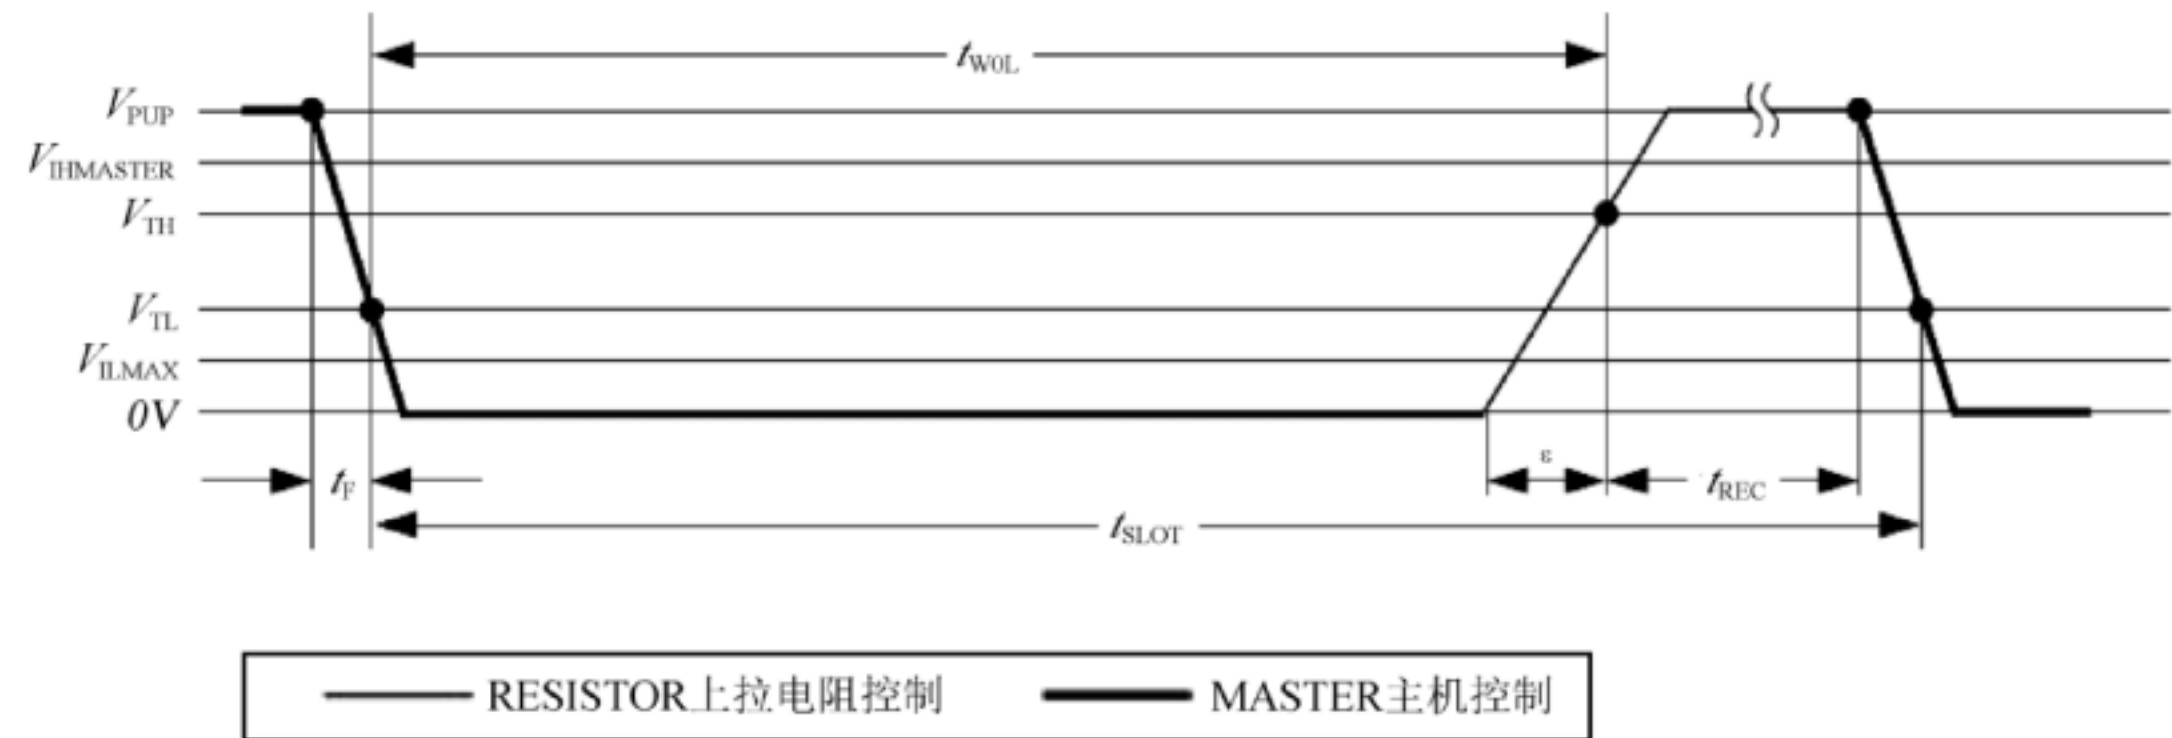 tW0L
VPUP
VIHMASTER
VTH
VTL
VILMAX
0V
ε
tF
tREC
tSLOT
RESISTOR上拉电阻控制 MASTER主机控制